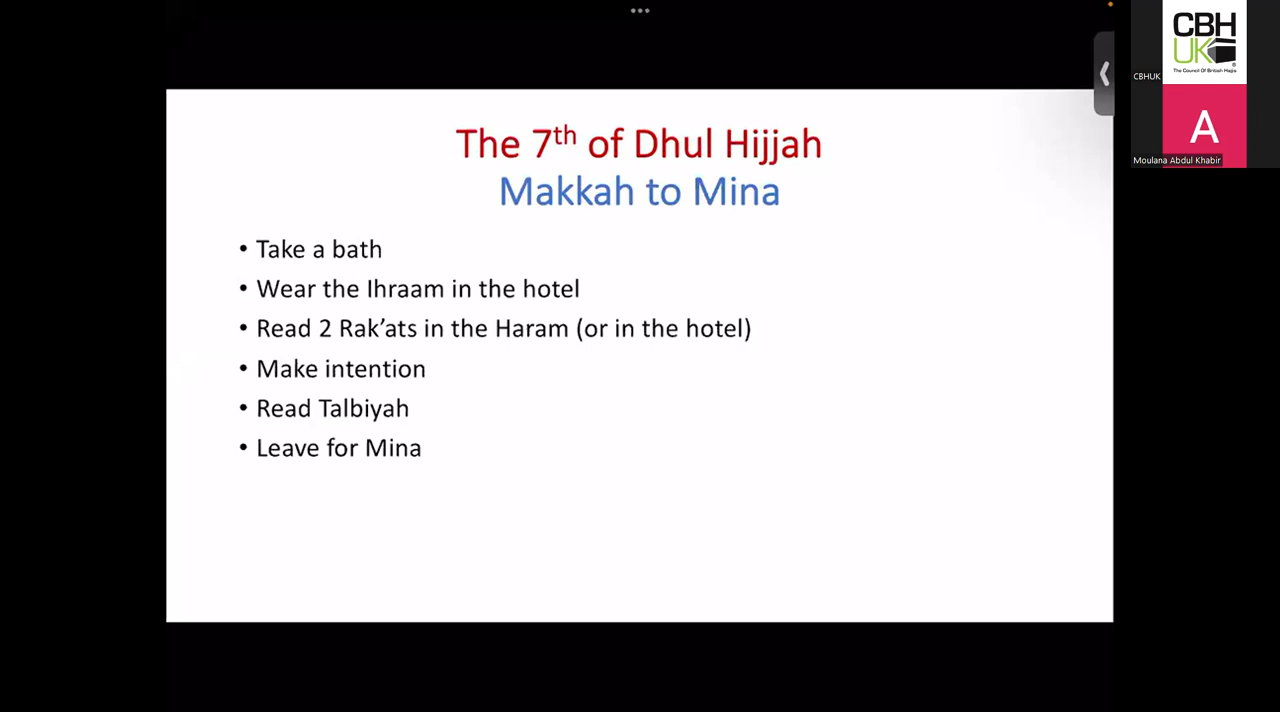 The 7th of Dhul Hijjah
Makkah to Mina
• Take a bath
• Wear the Ihraam in the hotel
• Read 2 Rak’ats in the Haram (or in the hotel)
• Make intention
• Read Talbiyah
• Leave for Mina
CBH
UK
The Council Of British Hajjis
CBHUK
A
Moulana Abdul Khabir